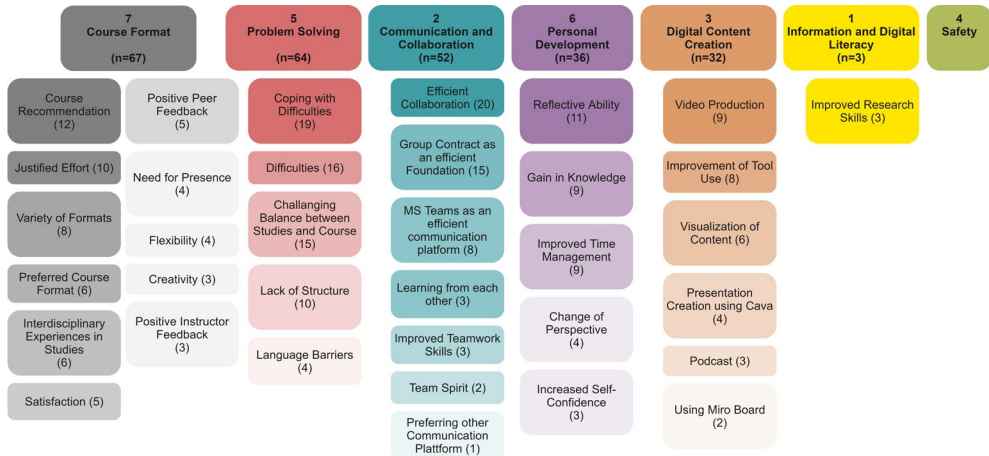 7
Course Format
(n=67)
Course
Recommendation
(12)
Justified Effort (10)
Variety of Formats
(8)
Preferred Course
Format (6)
Interdisciplinary
Experiences in
Studies
(6)
Satisfaction (5)
Positive Peer
Feedback
(5)
Need for Presence
(4)
Flexibility (4)
Creativity (3)
Positive Instructor
Feedback
(3)
5
Problem Solving
(n=64)
Coping with
Difficulties
(19)
Difficulties (16)
Challanging
Balance between
Studies and Course
(15)
Lack of Structure
(10)
Language Barriers
(4)
2
Communication and
Collaboration
(n=52)
Efficient
Collaboration (20)
Group Contract as
an efficient
Foundation
(15)
MS Teams as an
efficient
communication
platform (8)
Learning from each
other (3)
Improved Teamwork
Skills (3)
Team Spirit (2)
Preferring other
Communication
Plattform (1)
6
Personal
Development
(n=36)
Reflective Ability
(11)
Gain in Knowledge
(9)
Improved Time
Management
(9)
Change of
Perspective
(4)
Increased Self-
Confidence
(3)
3
Digital Content
Creation
(n=32)
Video Production
(9)
Improvement of Tool
Use (8)
Visualization of
Content (6)
Presentation
Creation using Cava
(4)
Podcast (3)
Using Miro Board
(2)
1
Information and Digital
Literacy
(n=3)
Improved Research
Skills (3)
4
Safety